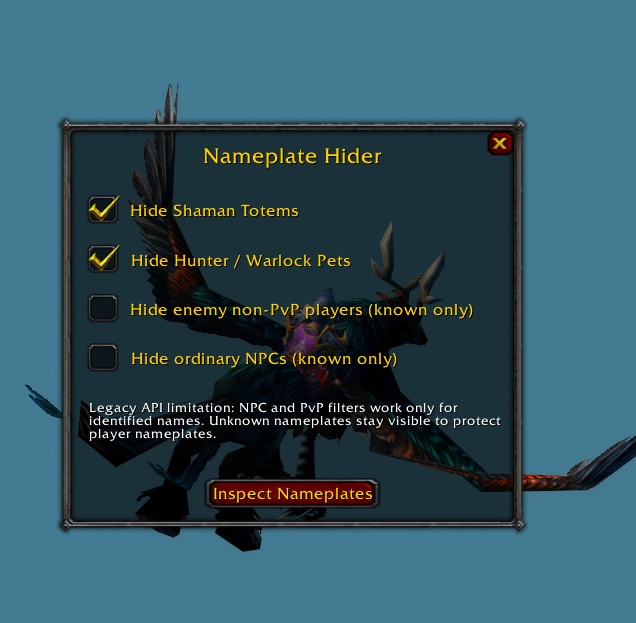 Nameplate Hider
Hide Shaman Totems
Hide Hunter / Warlock Pets
Hide enemy non-PvP players (known only)
Hide ordinary NPCs (known only)
Legacy API limitation: NPC and PvP filters work only for
identified names. Unknown nameplates stay visible to protect
player nameplates.
Inspect Nameplates